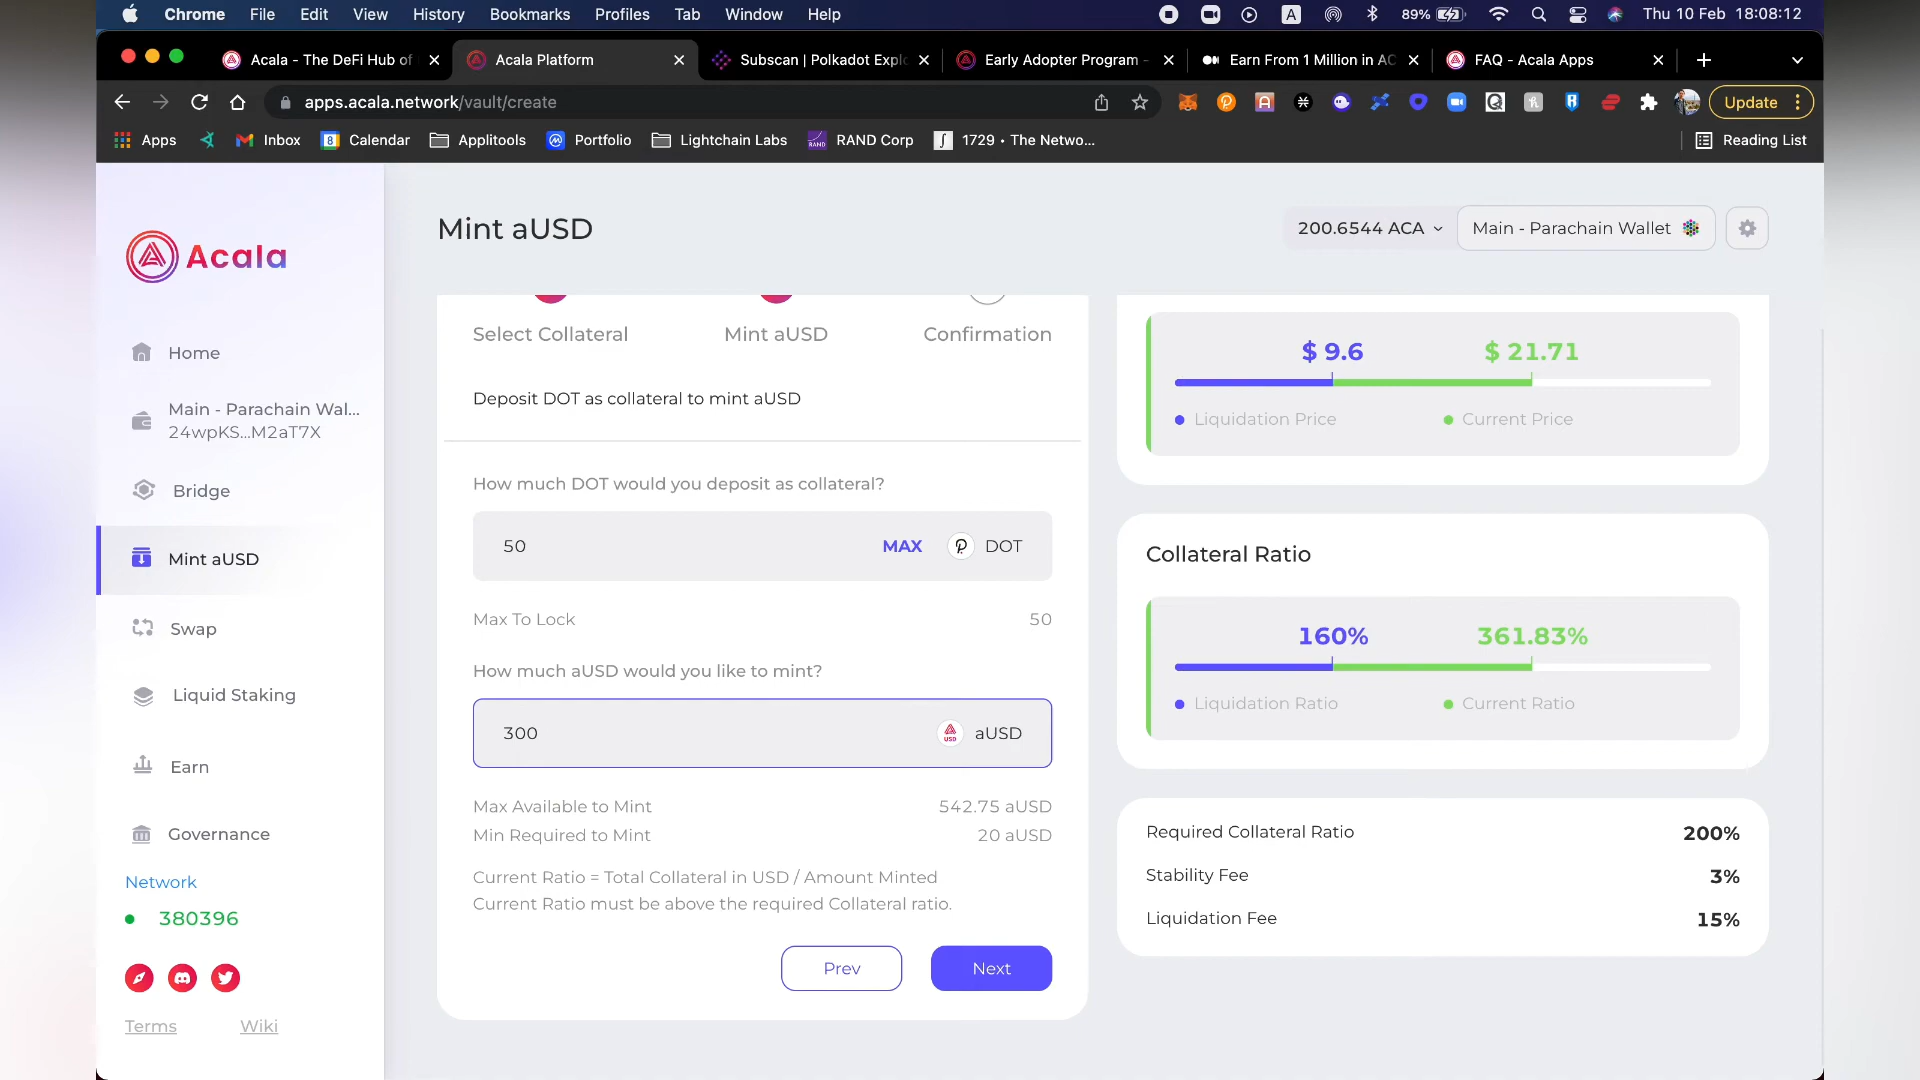 Chrome File Edit View History Bookmarks Profiles Tab Window Help A 89% Thu 10 Feb 18:08:12
Acala - The DeFi Hub of Acala Platform Subscan | Polkadot Explo Early Adopter Program - Earn From 1 Million in AC FAQ - Acala Apps
apps.acala.network/vault/create Update
Apps Inbox 8 Calendar Applitools Portfolio Lightchain Labs RAND RAND Corp 1729 • The Netwo... Reading List
Acala
Home
Main - Parachain Wal...
24wpKS...M2aT7X
Bridge
Mint aUSD
Swap
Liquid Staking
Earn
Governance
Network
380396
Terms Wiki
Mint aUSD
200.6544 ACA Main - Parachain Wallet
Select Collateral Mint aUSD Confirmation
Deposit DOT as collateral to mint aUSD
How much DOT would you deposit as collateral?
50 MAX DOT
Max To Lock 50
How much aUSD would you like to mint?
300 USD aUSD
Max Available to Mint 542.75 aUSD
Min Required to Mint 20 aUSD
Current Ratio = Total Collateral in USD / Amount Minted
Current Ratio must be above the required Collateral ratio.
Prev Next
$ 9.6 $ 21.71
Liquidation Price Current Price
Collateral Ratio
160% 361.83%
Liquidation Ratio Current Ratio
Required Collateral Ratio 200%
Stability Fee 3%
Liquidation Fee 15%